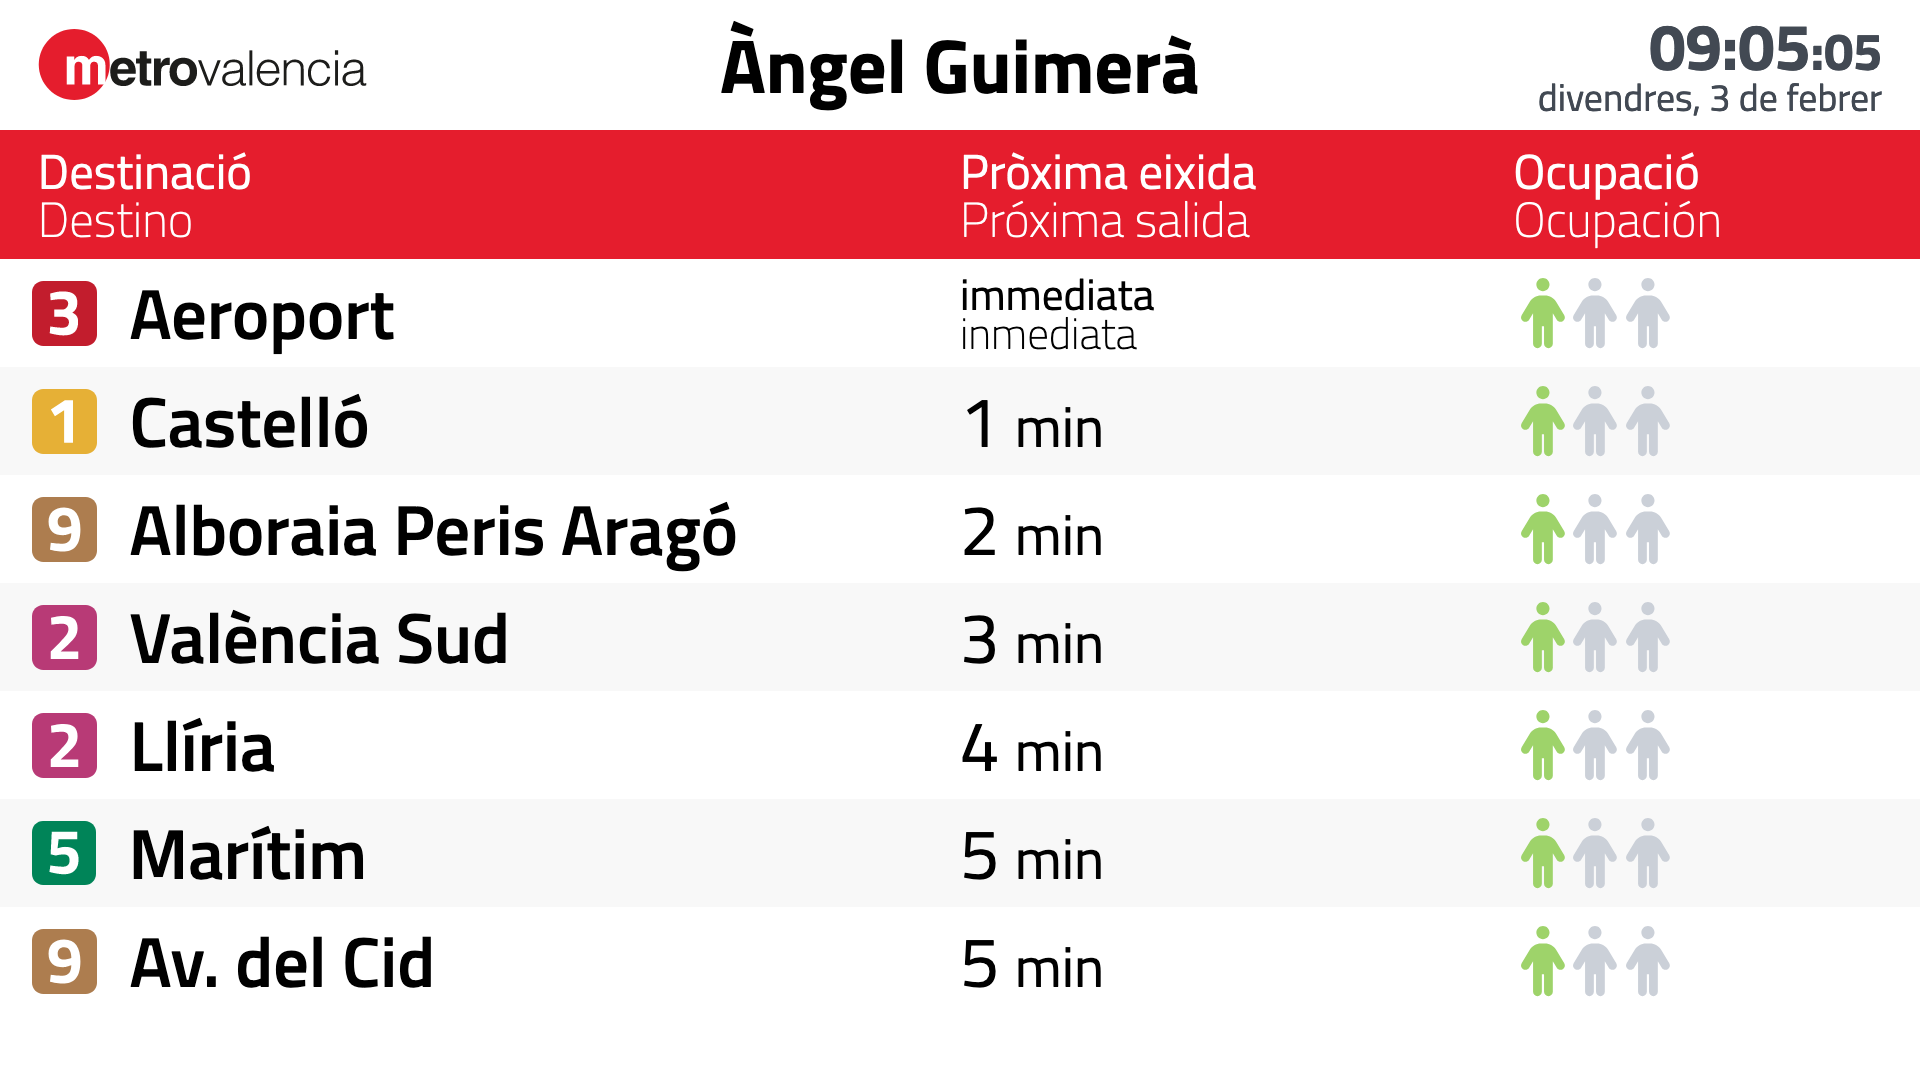 metrovalencia
Àngel Guimerà
09:05:05
divendres, 3 de febrer
Destinació
Destino
Pròxima eixida
Próxima salida
Ocupació
Ocupación
3 Aeroport
immediata
inmediata
1 Castelló 1 min
9 Alboraia Peris Aragó 2 min
2 València Sud 3 min
2 Llíria 4 min
5 Marítim 5 min
9 Av. del Cid 5 min